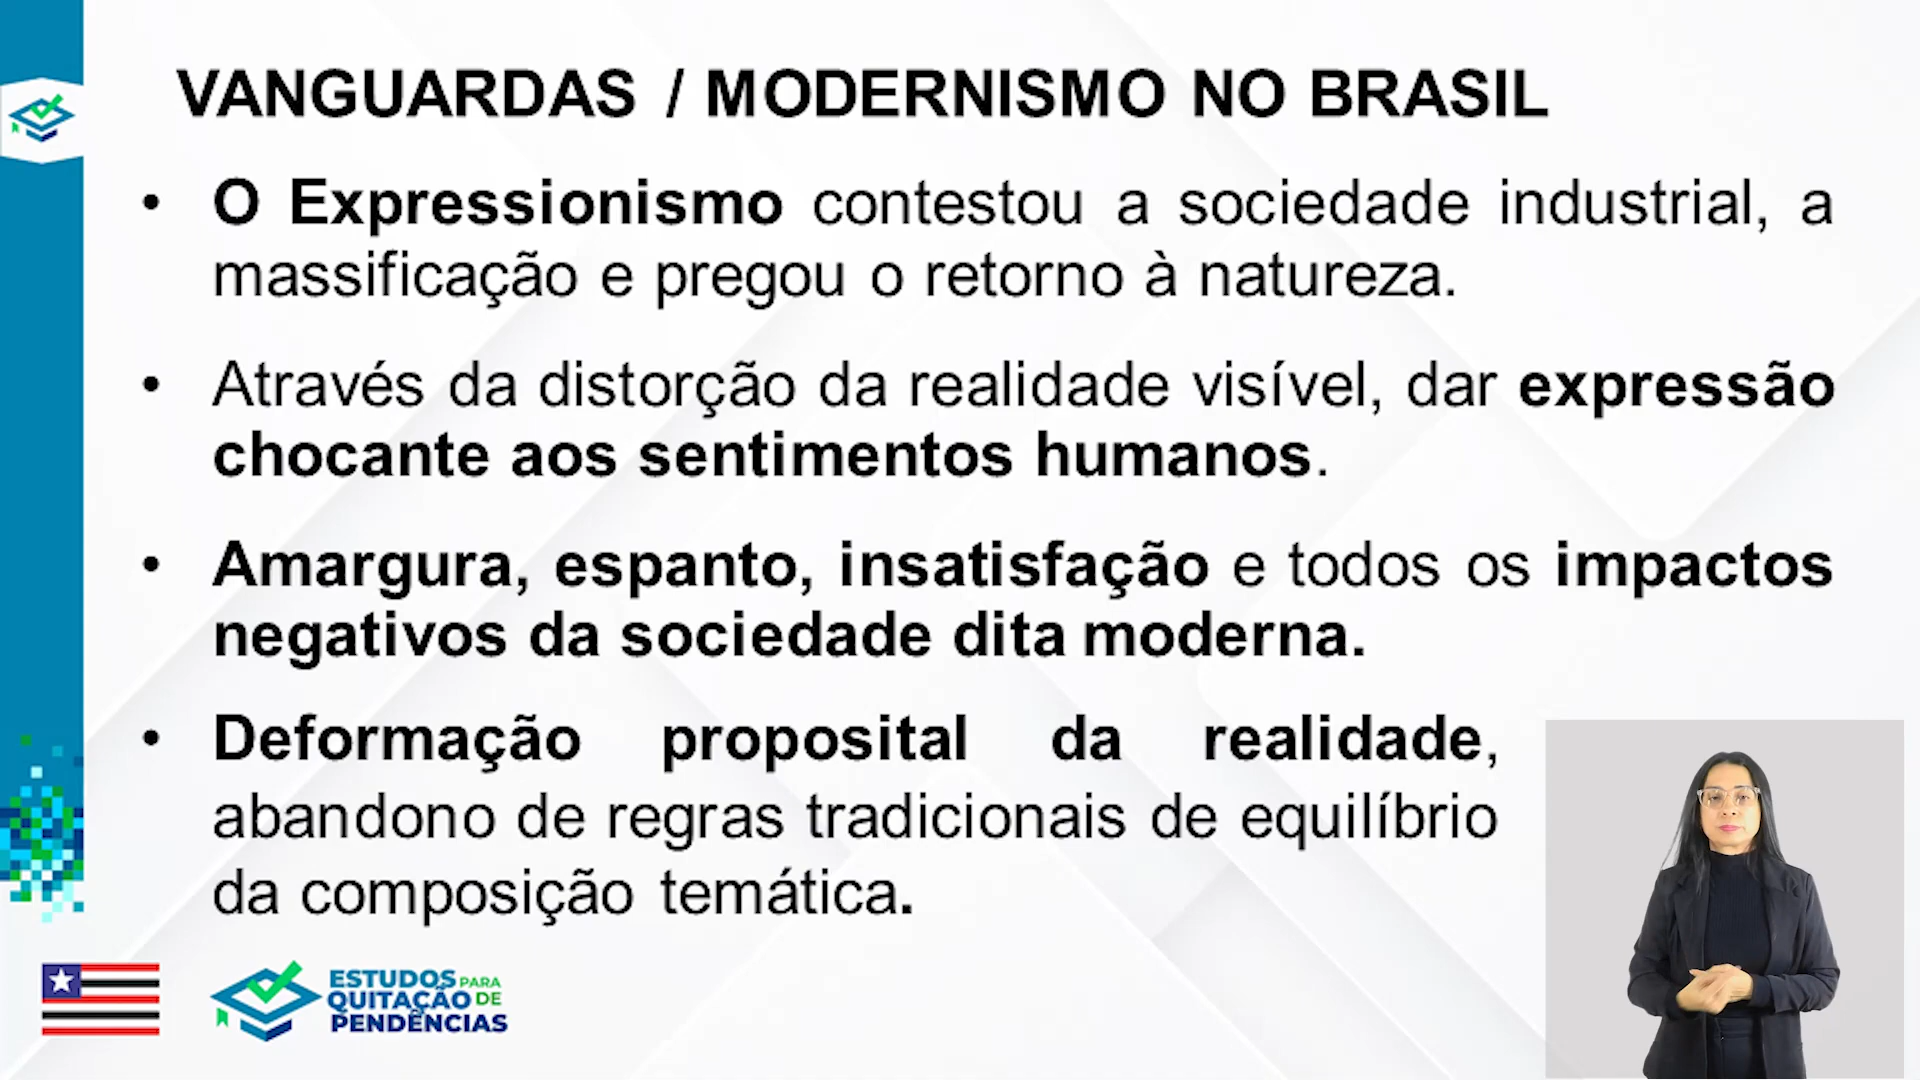 VANGUARDAS / MODERNISMO NO BRASIL
• O Expressionismo contestou a sociedade industrial, a
massificação e pregou o retorno à natureza.
• Através da distorção da realidade visível, dar expressão
chocante aos sentimentos humanos.
• Amargura, espanto, insatisfação e todos os impactos
negativos da sociedade dita moderna.
• Deformação proposital da realidade,
abandono de regras tradicionais de equilíbrio
da composição temática.
ESTUDOS PARA
QUITAÇÃO DE
PENDÊNCIAS